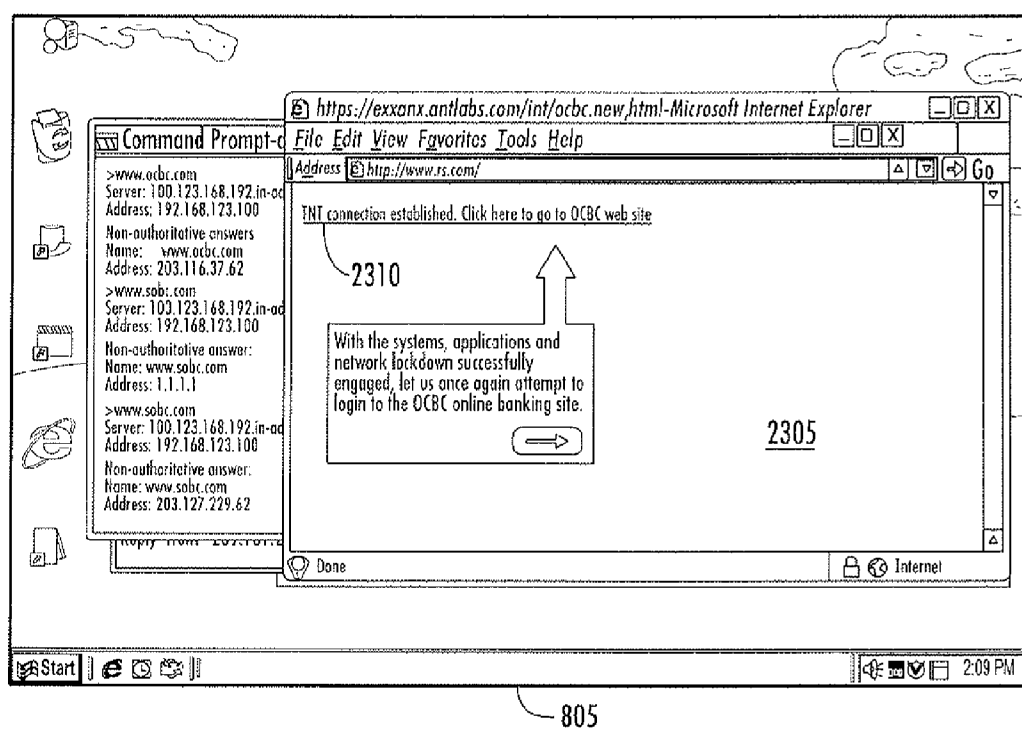 https://exxanx.antlabs.com/int/ocbc.new,html-Microsoft Internet Explorer
Command Prompt-c
File Edit View Favorites Tools Help
Address http://www.rs.com/
Go
>www.ocbc.com
Server: 100.123.168.192.in-ad
Address: 192.168.123.100
Non-authoritative answers
Name: www.ocbc.com
Address: 203.116.37.62
>www.sobc.com
Server: 100.123.168.192.in-ad
Address: 192.168.123.100
Non-authoritative answer:
Name: www.sobc.com
Address: 1.1.1.1
>www.sobc.com
Server: 100.123.168.192.in-ad
Address: 192.168.123.100
Non-authoritative answer:
Name: www.sobc.com
Address: 203.127.229.62
Reply from
TNT connection established. Click here to go to OCBC web site
2310
With the systems, applications and
network lockdown successfully
engaged, let us once again attempt to
login to the OCBC online banking site.
2305
Done
Internet
Start
2:09 PM
805